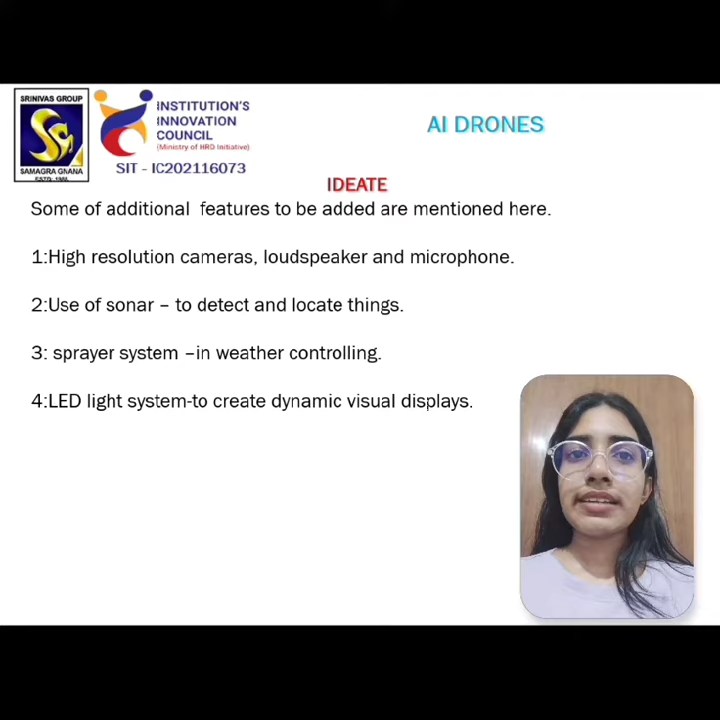 SRINIVAS GROUP
SAMAGRA GNANA
ESTD: 1988.
INSTITUTION'S
INNOVATION
COUNCIL
(Ministry of HRD Initiative)
SIT - IC202116073
AI DRONES
IDEATE
Some of additional features to be added are mentioned here.
1:High resolution cameras, loudspeaker and microphone.
2:Use of sonar – to detect and locate things.
3: sprayer system –in weather controlling.
4:LED light system-to create dynamic visual displays.